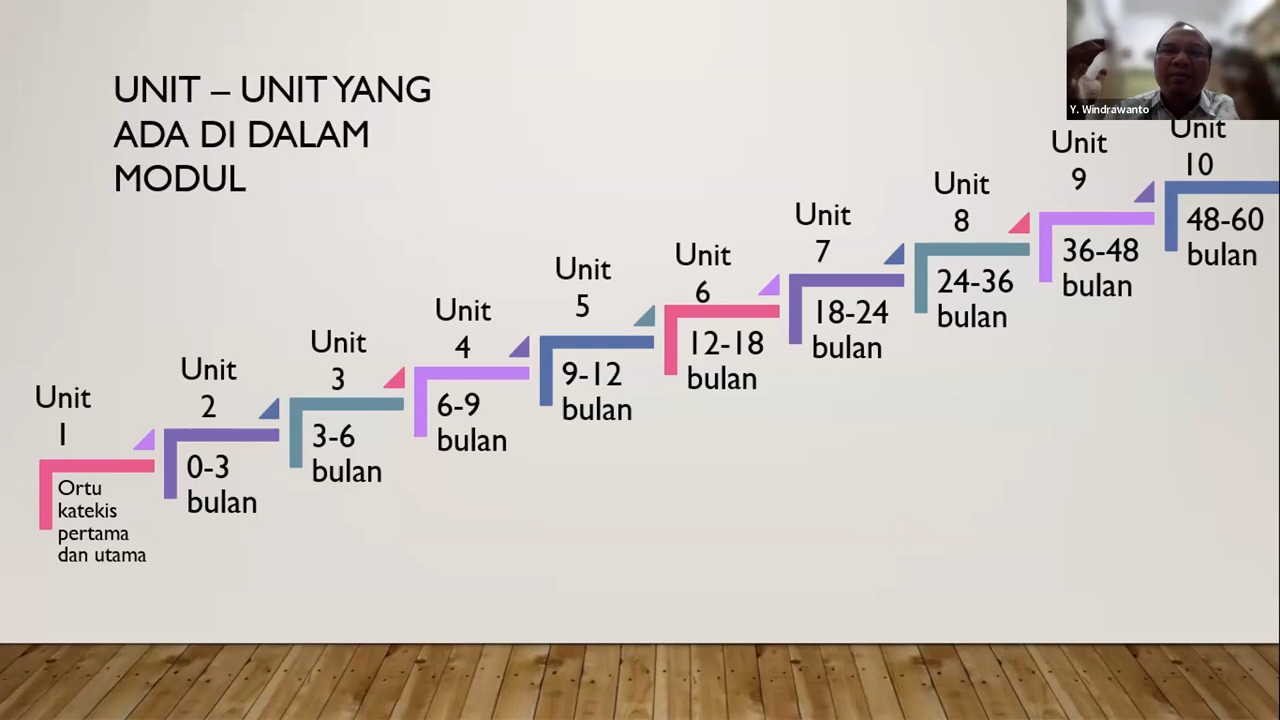 UNIT – UNIT YANG
ADA DI DALAM
MODUL
Y. Windrawanto
Unit
1
Ortu
katekis
pertama
dan utama
Unit
2
0-3
bulan
Unit
3
3-6
bulan
Unit
4
6-9
bulan
Unit
5
9-12
bulan
Unit
6
12-18
bulan
Unit
7
18-24
bulan
Unit
8
24-36
bulan
Unit
9
36-48
bulan
Unit
10
48-60
bulan